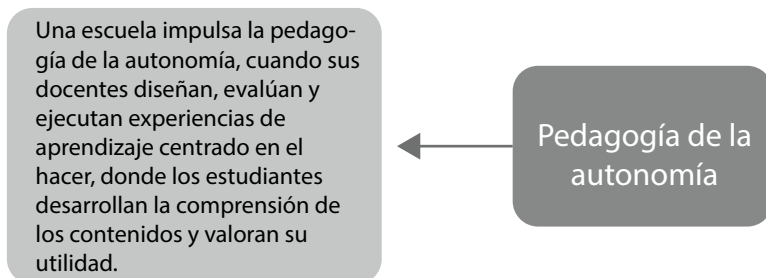 Una escuela impulsa la pedago-
gía de la autonomía, cuando sus
docentes diseñan, evalúan y
ejecutan experiencias de
aprendizaje centrado en el
hacer, donde los estudiantes
desarrollan la comprensión de
los contenidos y valoran su
utilidad.
Pedagogía de la
autonomía